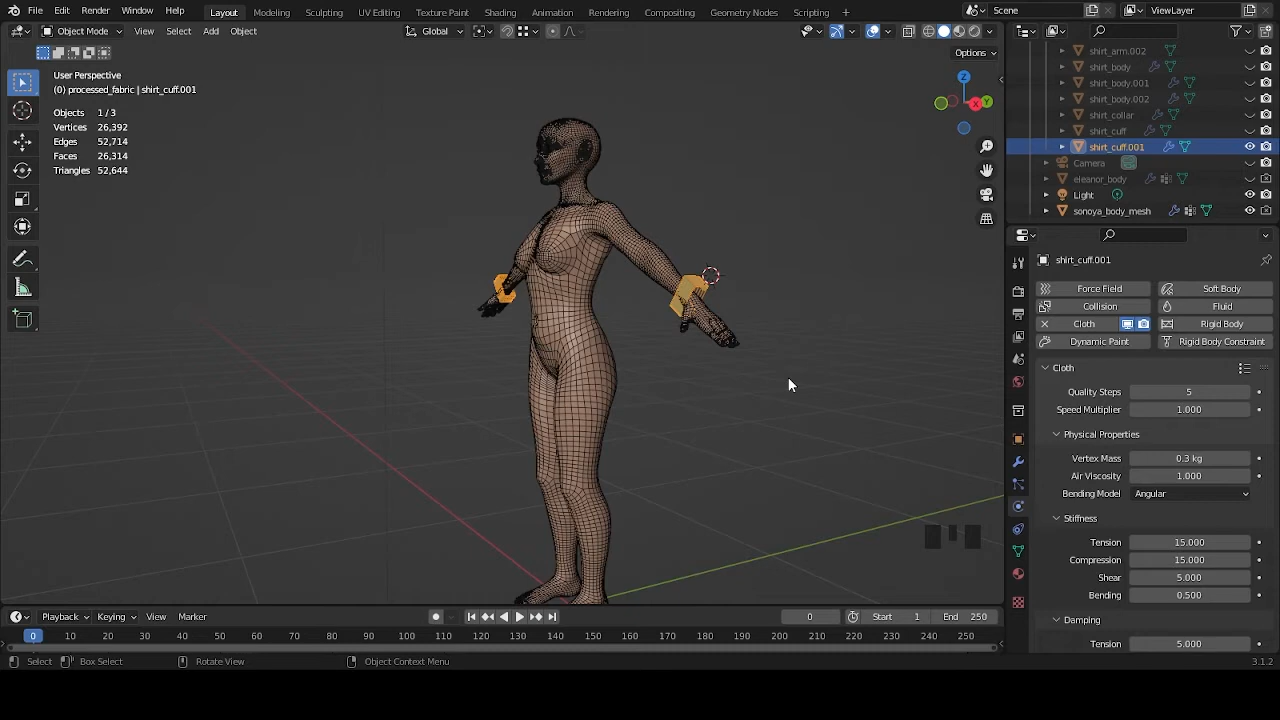 File Edit Render Window Help
Layout Modeling Sculpting UV Editing Texture Paint Shading Animation Rendering Compositing Geometry Nodes Scripting +
Scene
ViewLayer
Object Mode View Select Add Object
Global
Options
User Perspective
(0) processed_fabric | shirt_cuff.001
Objects 1/3
Vertices 26,392
Edges 52,714
Faces 26,314
Triangles 52,644
Z
X
Y
shirt_arm.002
shirt_body
shirt_body.001
shirt_body.002
shirt_collar
shirt_cuff
shirt_cuff.001
Camera
eleanor_body
Light
sonoya_body_mesh
shirt_cuff.001
Force Field Soft Body
Collision Fluid
Cloth Rigid Body
Dynamic Paint Rigid Body Constraint
Cloth
Quality Steps 5
Speed Multiplier 1.000
Physical Properties
Vertex Mass 0.3 kg
Air Viscosity 1.000
Bending Model Angular
Stiffness
Tension 15.000
Compression 15.000
Shear 5.000
Bending 0.500
Damping
Tension 5.000
Playback Keying View Marker
0 Start 1 End 250
0 10 20 30 40 50 60 70 80 90 100 110 120 130 140 150 160 170 180 190 200 210 220 230 240 250
Select Box Select Rotate View Object Context Menu
3.1.2